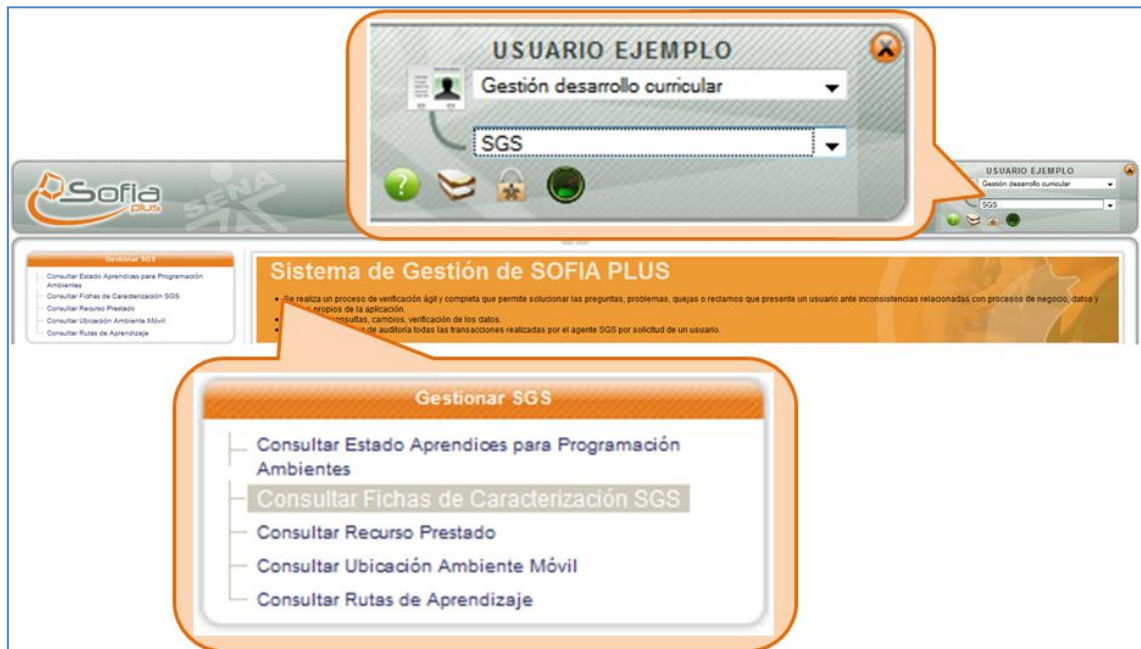 USUARIO EJEMPLO
Gestión desarrollo curricular
SGS
Sofia
plus
SENA
USUARIO EJEMPLO
Gestión desarrollo curricular
SGS
Gestionar SGS
Consultar Estado Aprendices para Programación
Ambientes
Consultar Fichas de Caracterización SGS
Consultar Recurso Prestado
Consultar Ubicación Ambiente Móvil
Consultar Rutas de Aprendizaje
Sistema de Gestión de SOFIA PLUS
Se realiza un proceso de verificación ágil y completa que permite solucionar las preguntas, problemas, quejas o reclamos que presente un usuario ante inconsistencias relacionadas con procesos de negocio, datos y
propios de la aplicación.
consultas, cambios, verificación de los datos.
de auditoría todas las transacciones realizadas por el agente SGS por solicitud de un usuario.
Gestionar SGS
Consultar Estado Aprendices para Programación
Ambientes
Consultar Fichas de Caracterización SGS
Consultar Recurso Prestado
Consultar Ubicación Ambiente Móvil
Consultar Rutas de Aprendizaje